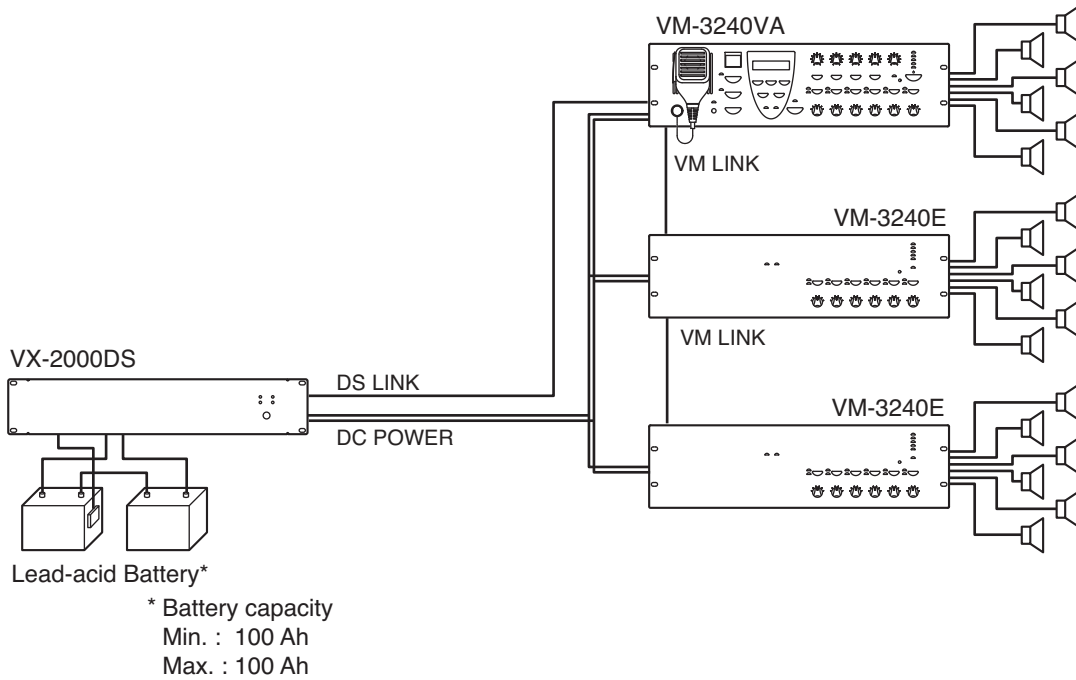 VM-3240VA
VM LINK
VM-3240E
VM LINK
VX-2000DS
DS LINK
DC POWER
VM-3240E
Lead-acid Battery*
* Battery capacity
Min. : 100 Ah
Max. : 100 Ah